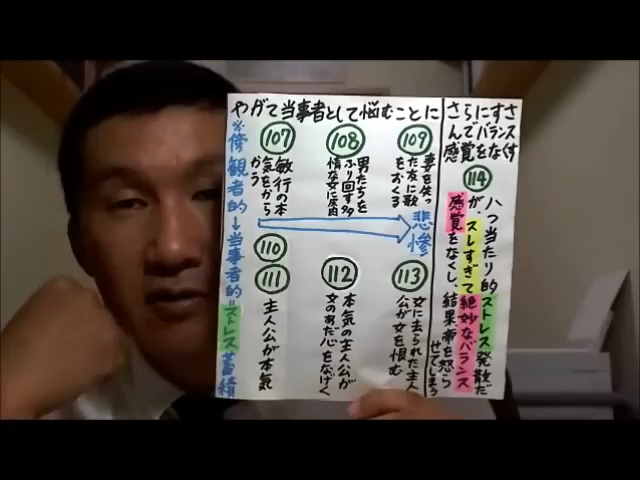 やがて当事者として悩むことに
※傍観者的→当事者的＝ストレス蓄積
107
敏行の本
気をから
かう
108
男たちを
ふり回す多
情な女に皮肉
109
妻を失っ
た友に歌
をおくる
悲惨
110
111
主人公が本気
112
本気の主人公が
女のあだ心をなげく
113
女に去られた主人
公が女を恨む
さらにすさ
んでバランス
感覚をなくす
114
八つ当たり的ストレス発散だ
が、スレすぎて絶妙なバランス
感覚をなくし、結果帝を怒ら
せてしまう